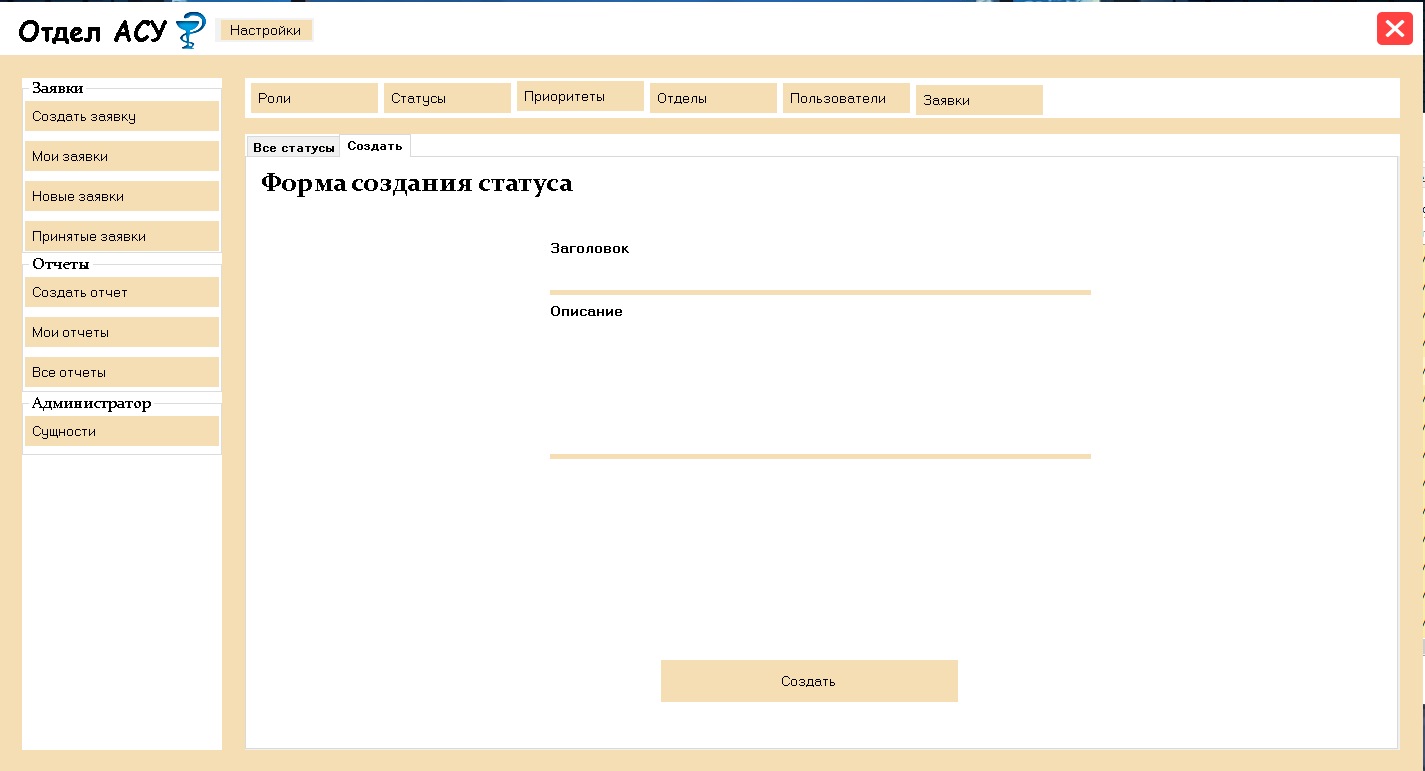 Отдел АСУ
Настройки
Заявки
Создать заявку
Мои заявки
Новые заявки
Принятые заявки
Отчеты
Создать отчет
Мои отчеты
Все отчеты
Администратор
Сущности
Роли
Статусы
Приоритеты
Отделы
Пользователи
Заявки
Все статусы
Создать
Форма создания статуса
Заголовок
Описание
Создать